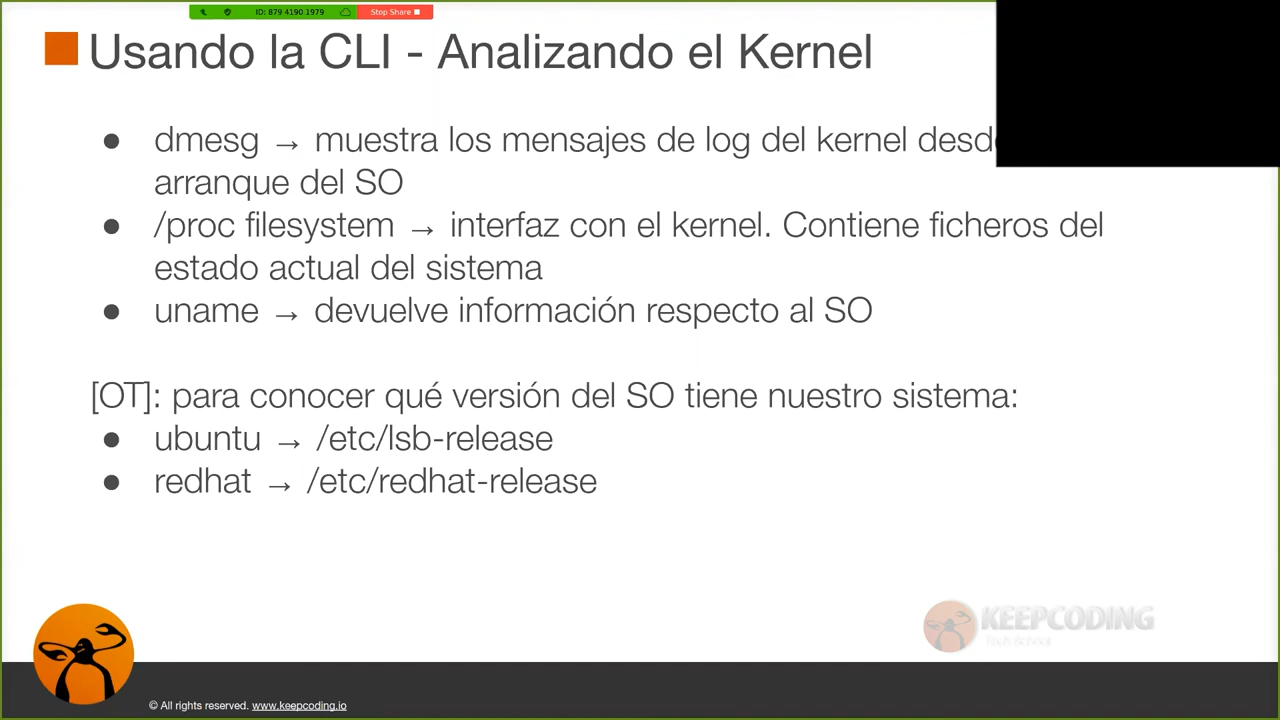 ID: 879 4190 1979 Stop Share
Usando la CLI - Analizando el Kernel
● dmesg → muestra los mensajes de log del kernel
arranque del SO
● /proc filesystem → interfaz con el kernel. Contiene ficheros del
estado actual del sistema
● uname → devuelve información respecto al SO
[OT]: para conocer qué versión del SO tiene nuestro sistema:
● ubuntu → /etc/lsb-release
● redhat → /etc/redhat-release
KEEPCODING
Tech School
© All rights reserved. www.keepcoding.io